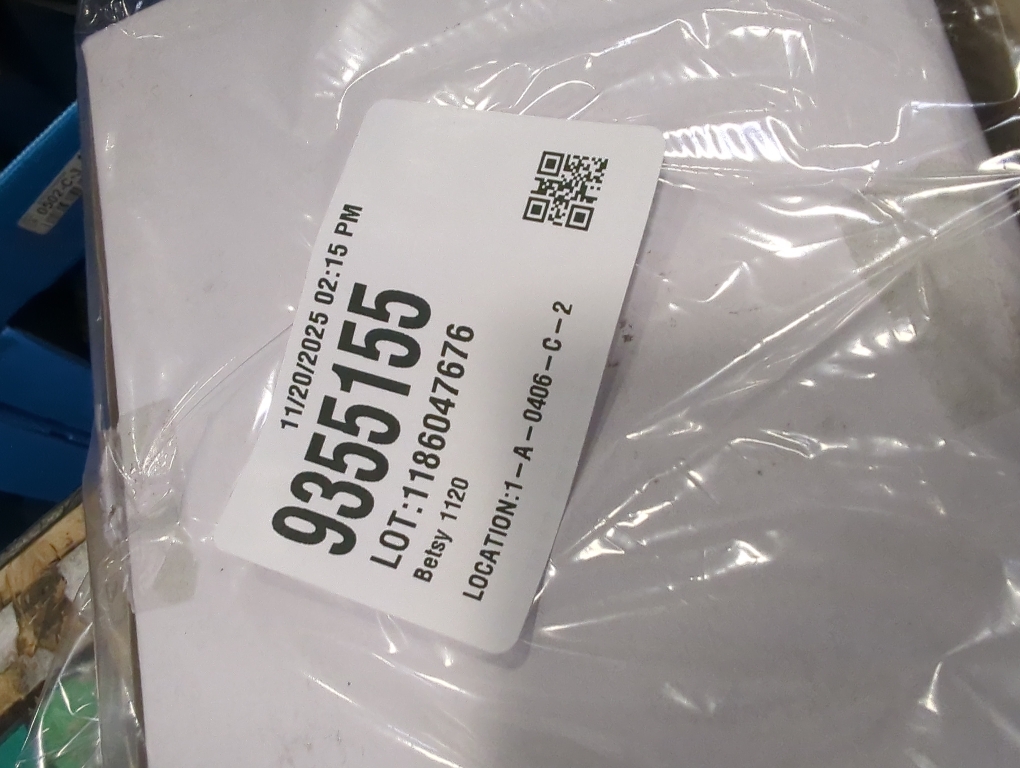 11/20/2025 02:15 PM
9355155
LOT:1186047676
Betsy 1120
LOCATION:1-A-0406-C-2